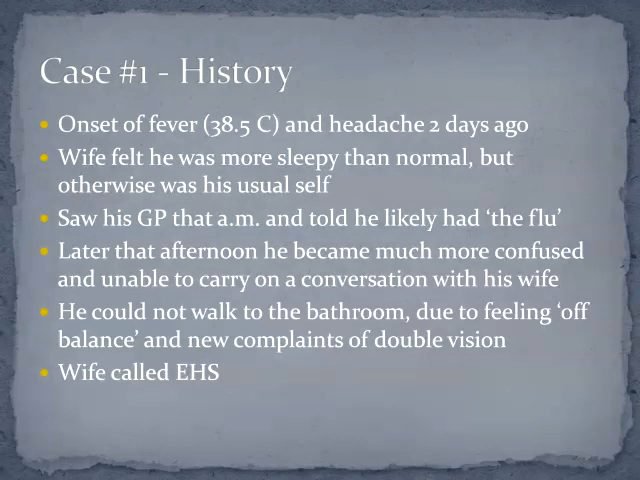 Case #1 - History
• Onset of fever (38.5 C) and headache 2 days ago
• Wife felt he was more sleepy than normal, but
otherwise was his usual self
• Saw his GP that a.m. and told he likely had ‘the flu’
• Later that afternoon he became much more confused
and unable to carry on a conversation with his wife
• He could not walk to the bathroom, due to feeling ‘off
balance’ and new complaints of double vision
• Wife called EHS